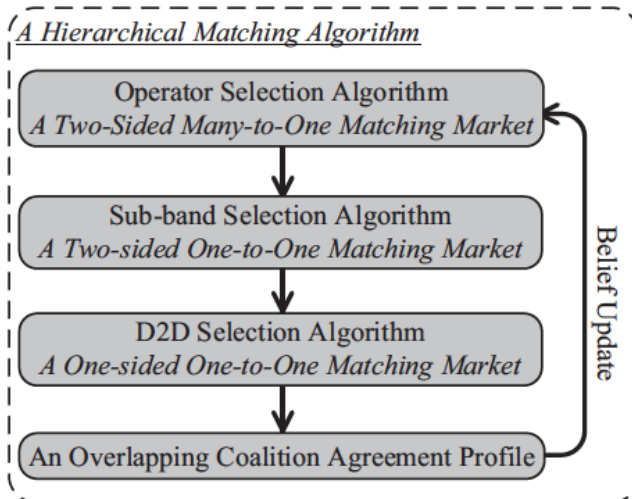 A Hierarchical Matching Algorithm
Operator Selection Algorithm
A Two-Sided Many-to-One Matching Market
Sub-band Selection Algorithm
A Two-sided One-to-One Matching Market
D2D Selection Algorithm
A One-sided One-to-One Matching Market
An Overlapping Coalition Agreement Profile
Belief Update